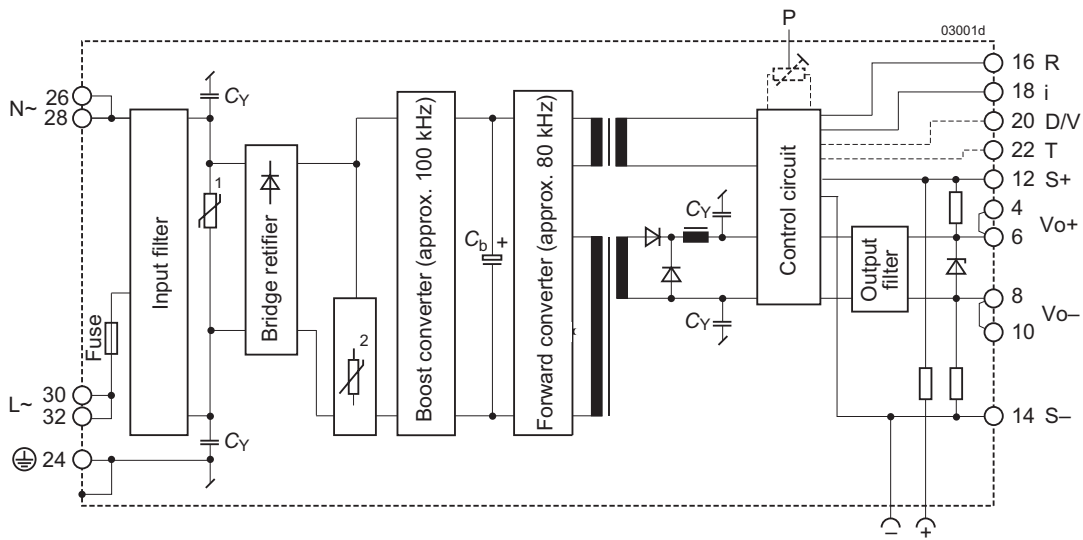 P
03001d
N~
26
28
CY
Input filter
1
Fuse
L~
30
32
CY
24
Bridge retifier
2
Boost converter (approx. 100 kHz)
Cb
+
Forward converter (approx. 80 kHz)
CY
CY
Control circuit
Output
filter
16 R
18 i
20 D/V
22 T
12 S+
4
Vo+
6
8
Vo–
10
14 S–
–
+